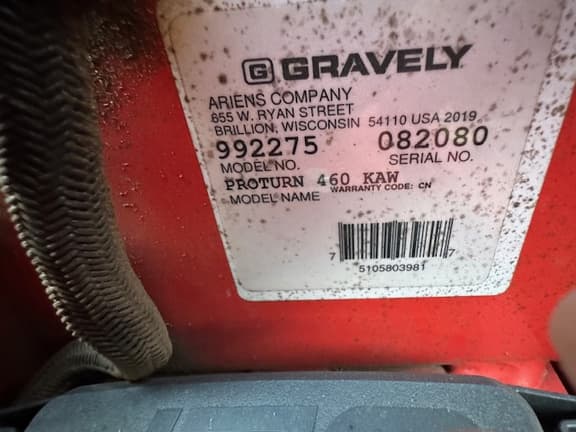 G GRAVELY
ARIENS COMPANY
855 W. RYAN STREET
BRILLION, WISCONSIN 54110 USA 2019
992275 082080
MODEL NO. SERIAL NO.
PROTURN 460 KAW
MODEL NAME WARRANTY CODE: CN
7 5105803981 7